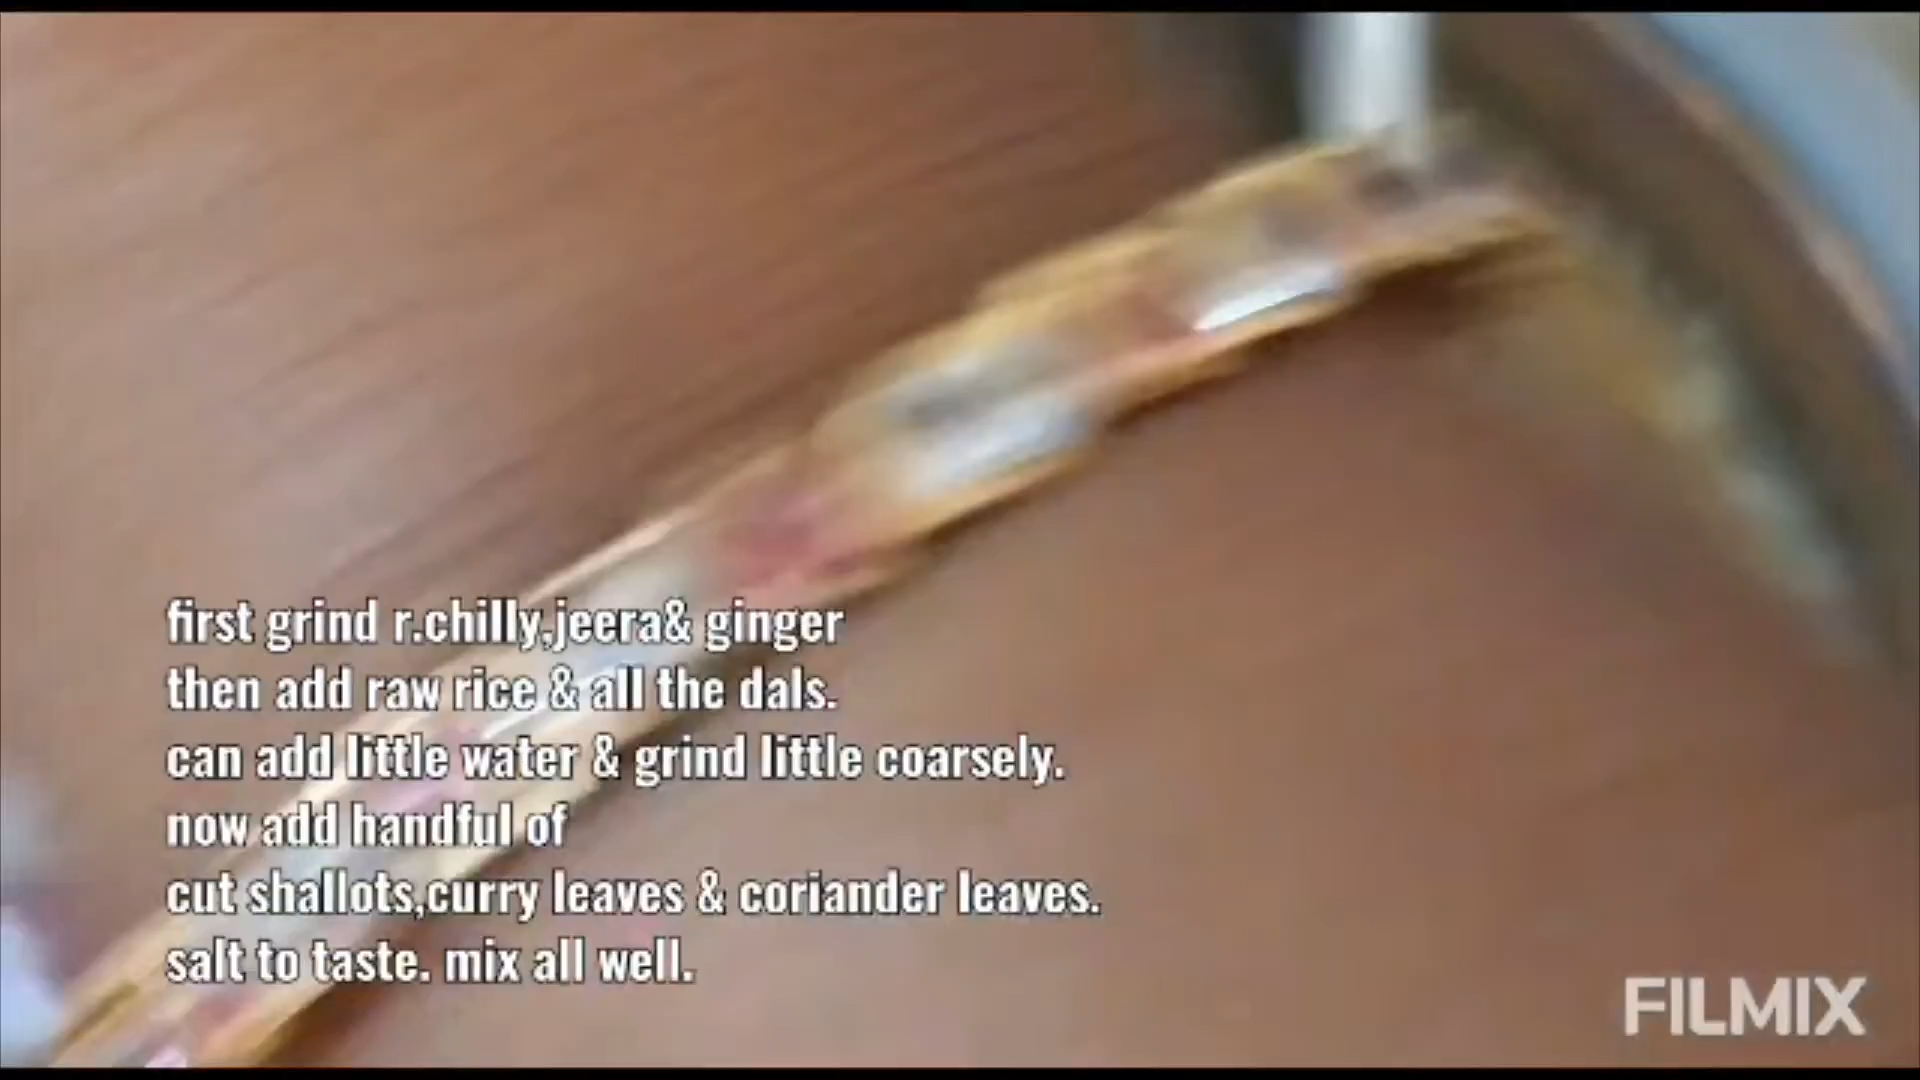 first grind r.chilly,jeera& ginger
then add raw rice & all the dals.
can add little water & grind little coarsely.
now add handful of
cut shallots,curry leaves & coriander leaves.
salt to taste. mix all well.
FILMIX